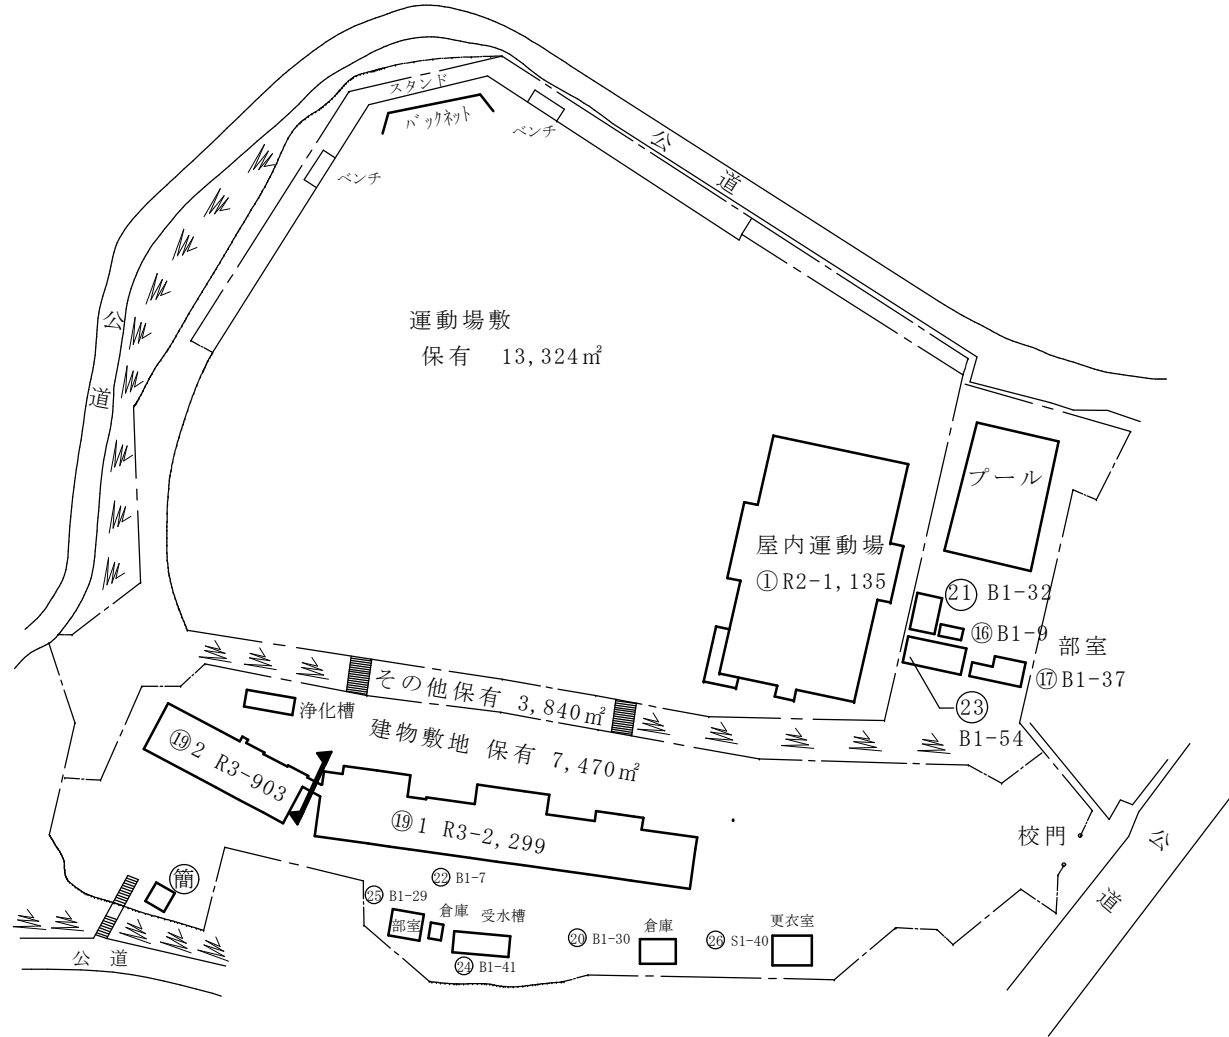 スタンド
バックネット
ベンチ
ベンチ
公道
公道
運動場敷
保有 13,324㎡
プール
屋内運動場
①R2-1,135
㉑ B1-32
⑯B1-9
部室
⑰B1-37
㉓
B1-54
その他保有 3,840㎡
浄化槽
建物敷地 保有 7,470㎡
⑲2 R3-903
⑲1 R3-2,299
校門
公道
簡
㉒ B1-7
㉕ B1-29
部室
倉庫
受水槽
㉔ B1-41
⑳ B1-30
倉庫
㉖ S1-40
更衣室
公道